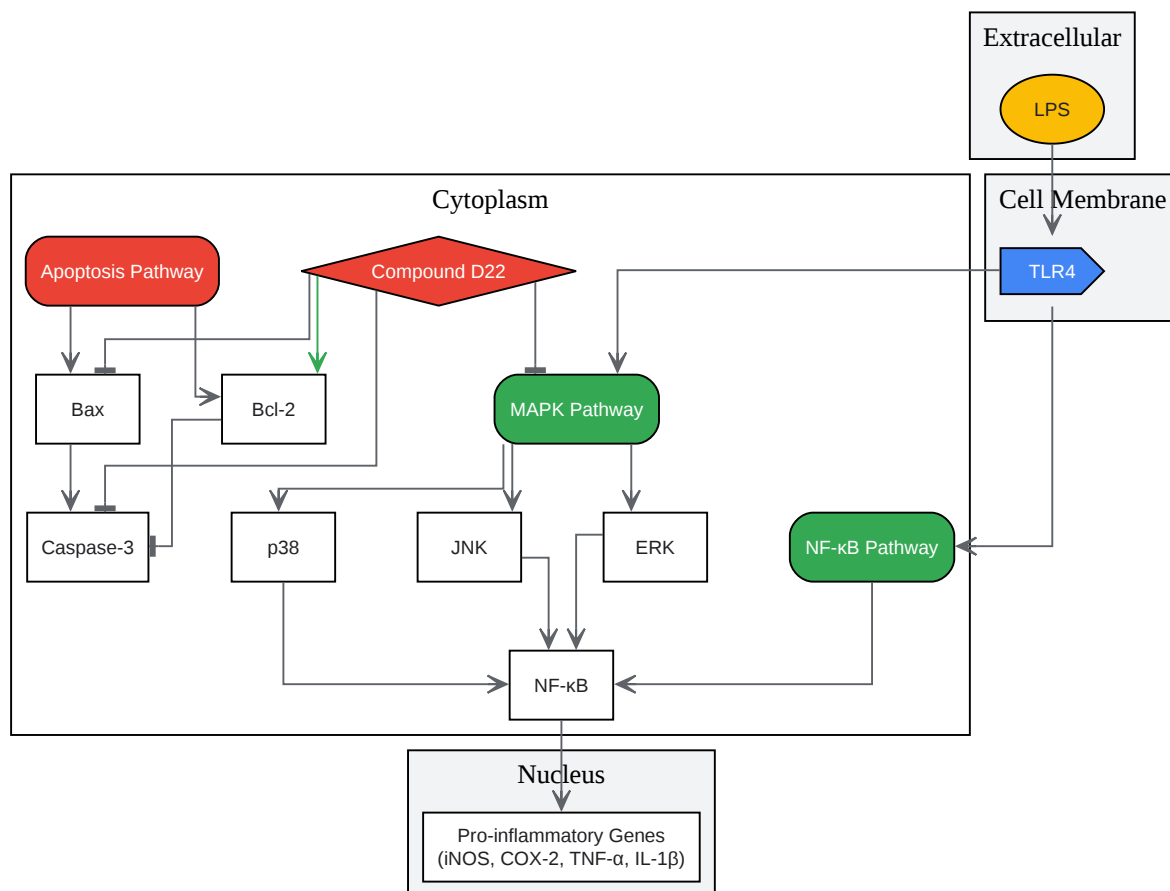 Extracellular
LPS
Cytoplasm
Cell Membrane
Apoptosis Pathway
Compound D22
TLR4
Bax
Bcl-2
MAPK Pathway
Caspase-3
p38
JNK
ERK
NF-κB Pathway
NF-κB
Nucleus
Pro-inflammatory Genes
(iNOS, COX-2, TNF-α, IL-1β)